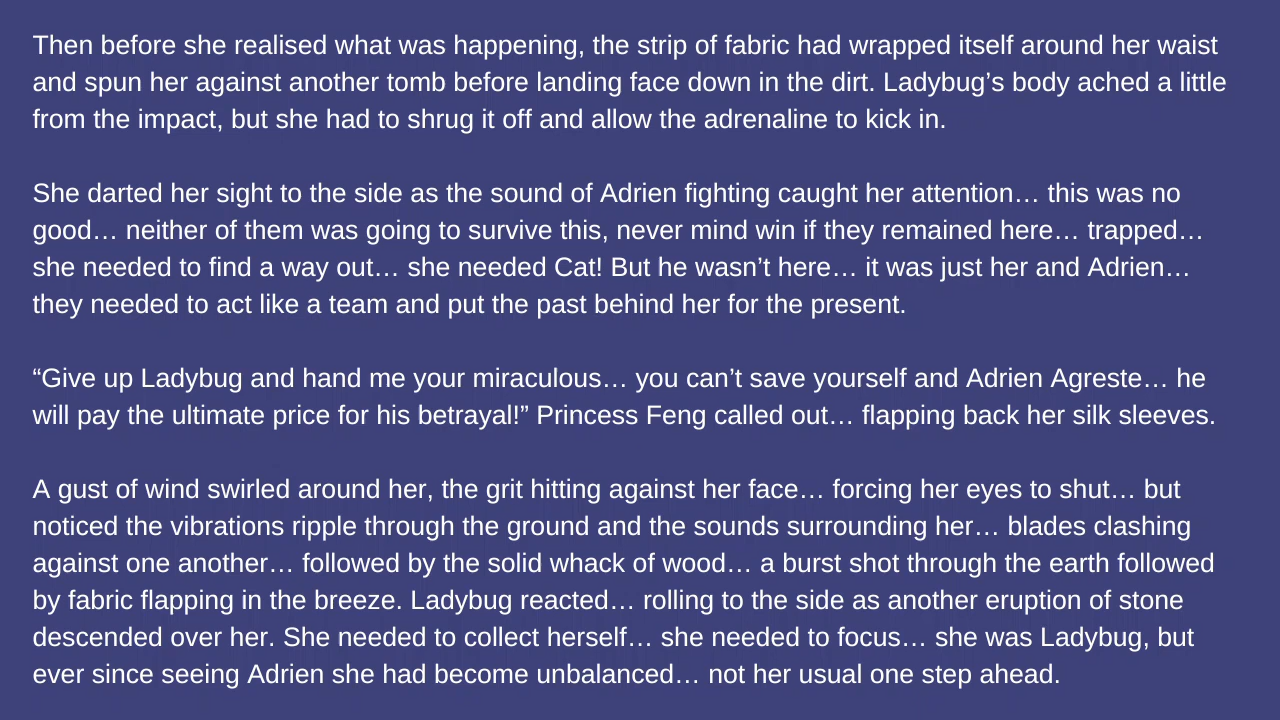 Then before she realised what was happening, the strip of fabric had wrapped itself around her waist
and spun her against another tomb before landing face down in the dirt. Ladybug’s body ached a little
from the impact, but she had to shrug it off and allow the adrenaline to kick in.
She darted her sight to the side as the sound of Adrien fighting caught her attention… this was no
good… neither of them was going to survive this, never mind win if they remained here… trapped…
she needed to find a way out… she needed Cat! But he wasn’t here… it was just her and Adrien…
they needed to act like a team and put the past behind her for the present.
“Give up Ladybug and hand me your miraculous… you can’t save yourself and Adrien Agreste… he
will pay the ultimate price for his betrayal!” Princess Feng called out… flapping back her silk sleeves.
A gust of wind swirled around her, the grit hitting against her face… forcing her eyes to shut… but
noticed the vibrations ripple through the ground and the sounds surrounding her… blades clashing
against one another… followed by the solid whack of wood… a burst shot through the earth followed
by fabric flapping in the breeze. Ladybug reacted… rolling to the side as another eruption of stone
descended over her. She needed to collect herself… she needed to focus… she was Ladybug, but
ever since seeing Adrien she had become unbalanced… not her usual one step ahead.